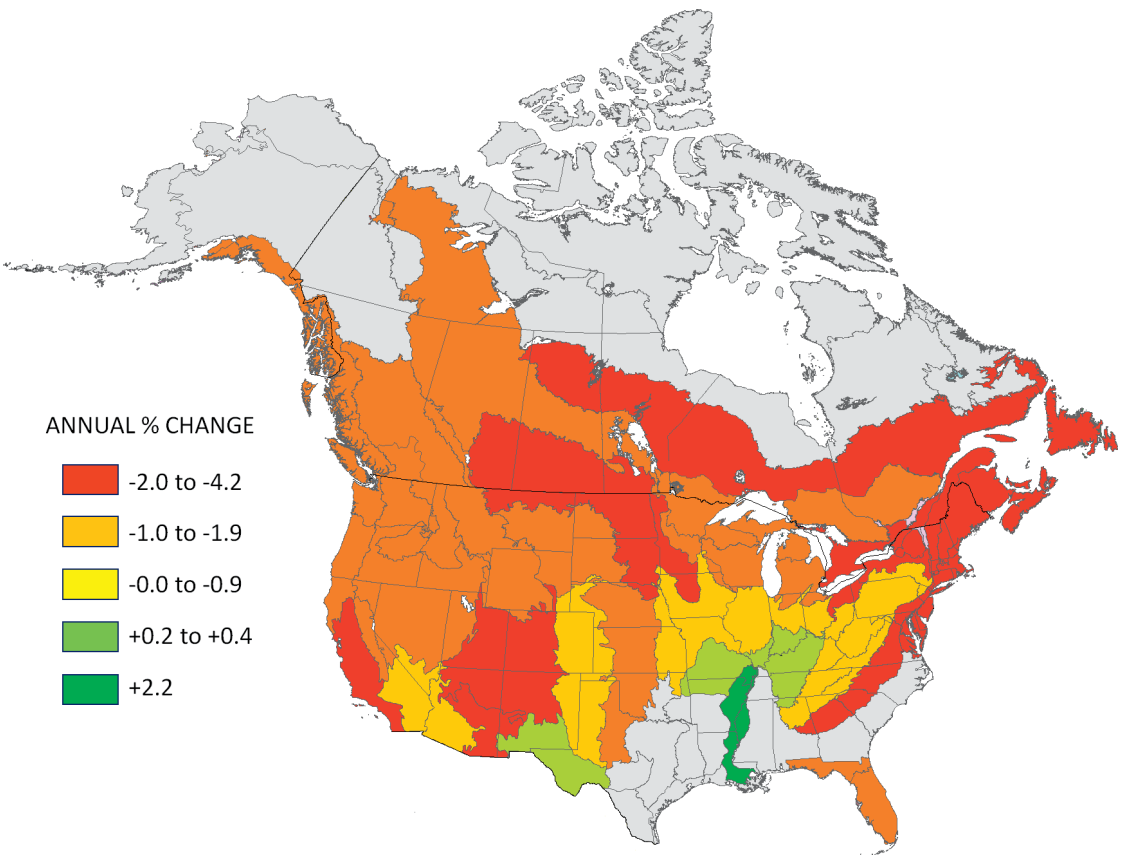 ANNUAL % CHANGE
-2.0 to -4.2
-1.0 to -1.9
-0.0 to -0.9
+0.2 to +0.4
+2.2